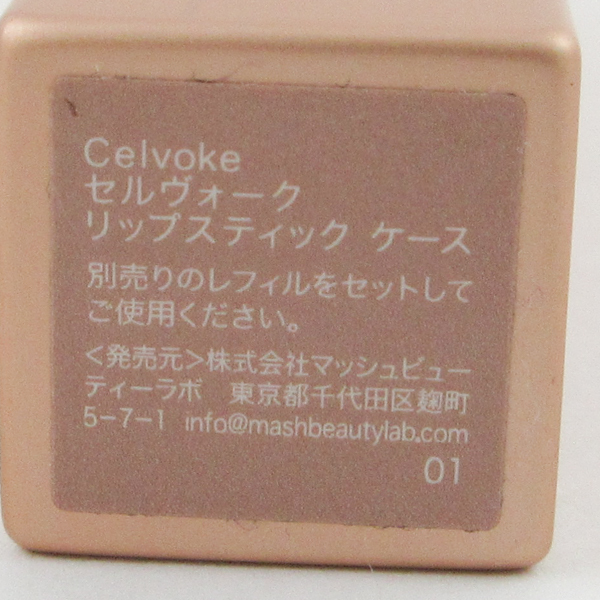 Celvoke
セルヴォーク
リップスティック ケース
別売りのレフィルをセットして
ご使用ください。
<発売元>株式会社マッシュビュー
ティーラボ 東京都千代田区麹町
5-7-1 info@mashbeautylab.com
01